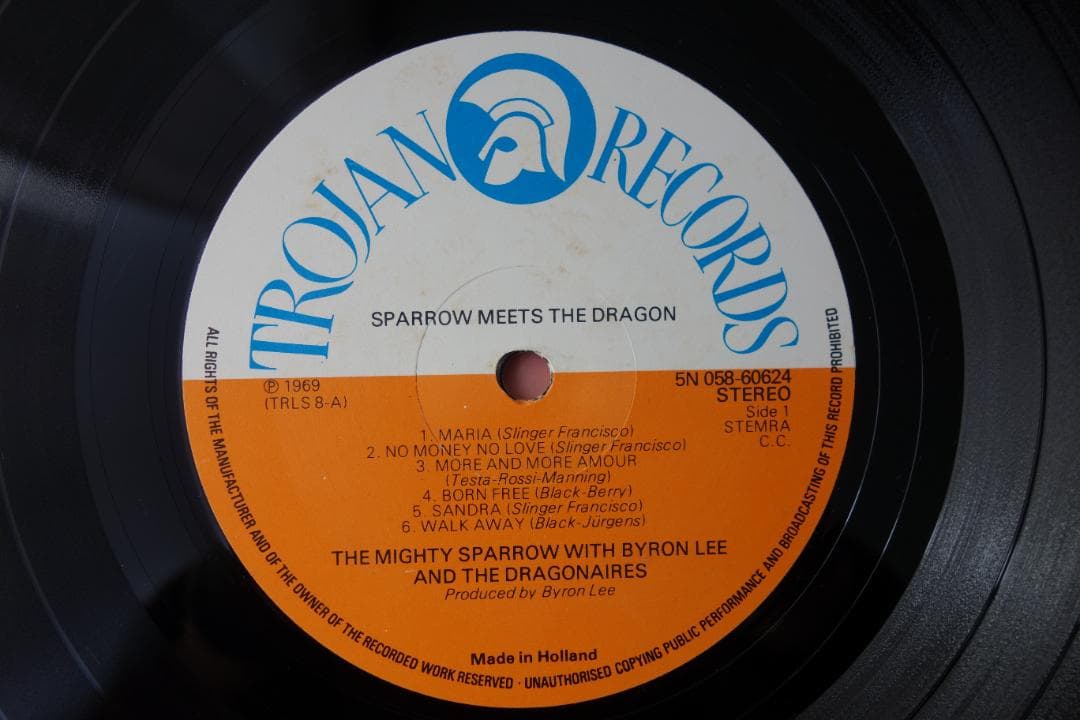 TROJAN RECORDS
SPARROW MEETS THE DRAGON
℗ 1969
(TRLS 8-A)
5N 058-60624
STEREO
Side 1
STEMRA
C.C.
1. MARIA (Slinger Francisco)
2. NO MONEY NO LOVE (Slinger Francisco)
3. MORE AND MORE AMOUR
(Testa-Rossi-Manning)
4. BORN FREE (Black-Berry)
5. SANDRA (Slinger Francisco)
6. WALK AWAY (Black-Jürgens)
THE MIGHTY SPARROW WITH BYRON LEE
AND THE DRAGONAIRES
Produced by Byron Lee
Made in Holland
ALL RIGHTS OF THE MANUFACTURER AND OF THE OWNER OF THE RECORDED WORK RESERVED · UNAUTHORISED COPYING PUBLIC PERFORMANCE AND BROADCASTING OF THIS RECORD PROHIBITED